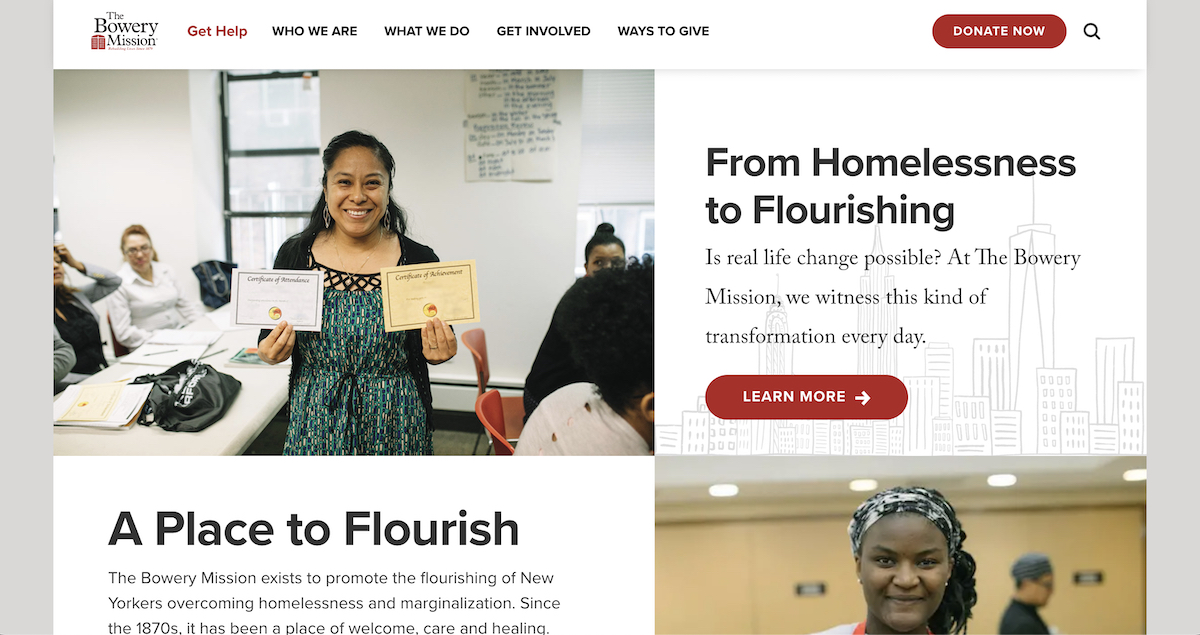 The
Bowery
Mission
Get Help
WHO WE ARE
WHAT WE DO
GET INVOLVED
WAYS TO GIVE
DONATE NOW
Certificate of Attendance
Certificate of Achievement
From Homelessness
to Flourishing
Is real life change possible? At The Bowery
Mission, we witness this kind of
transformation every day.
LEARN MORE
A Place to Flourish
The Bowery Mission exists to promote the flourishing of New
Yorkers overcoming homelessness and marginalization. Since
the 1870s, it has been a place of welcome, care and healing.